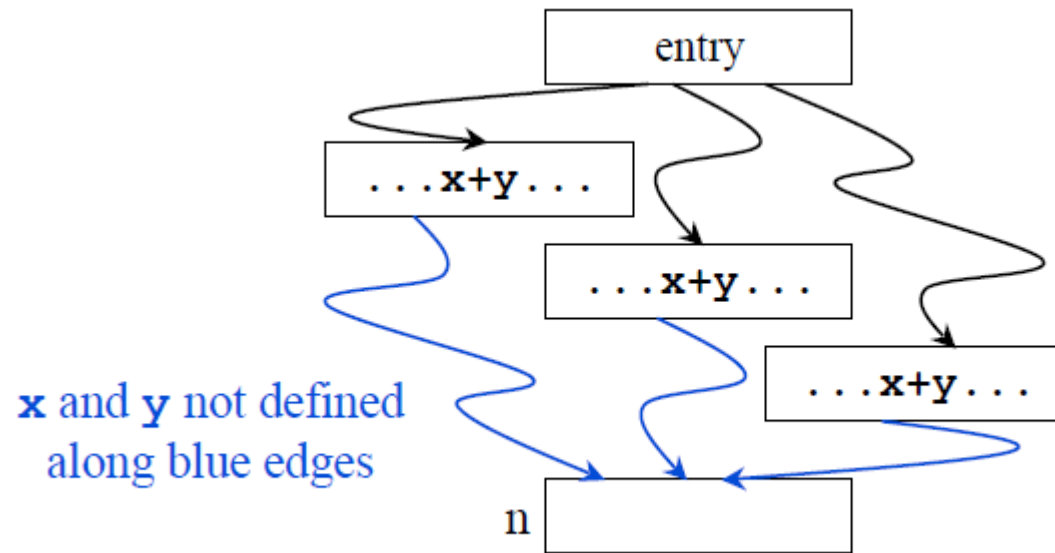 entry
...x+y...
...x+y...
...x+y...
x and y not defined
along blue edges
n